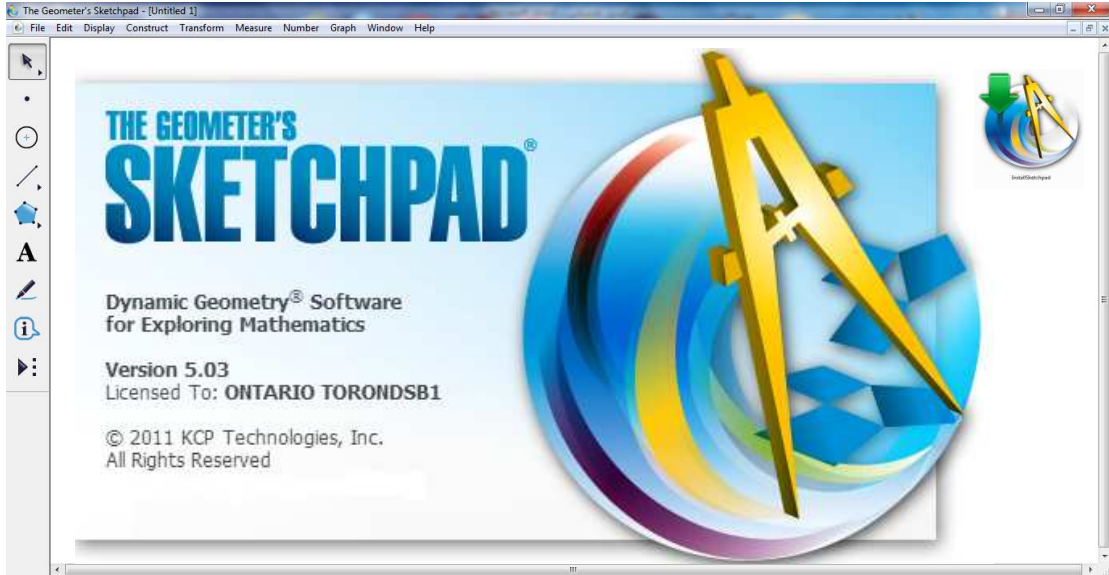 The Geometer's Sketchpad - [Untitled 1]
File Edit Display Construct Transform Measure Number Graph Window Help
THE GEOMETER'S
SKETCHPAD®
InstallSketchpad
A
Dynamic Geometry® Software
for Exploring Mathematics
Version 5.03
Licensed To: ONTARIO TORONDSB1
© 2011 KCP Technologies, Inc.
All Rights Reserved